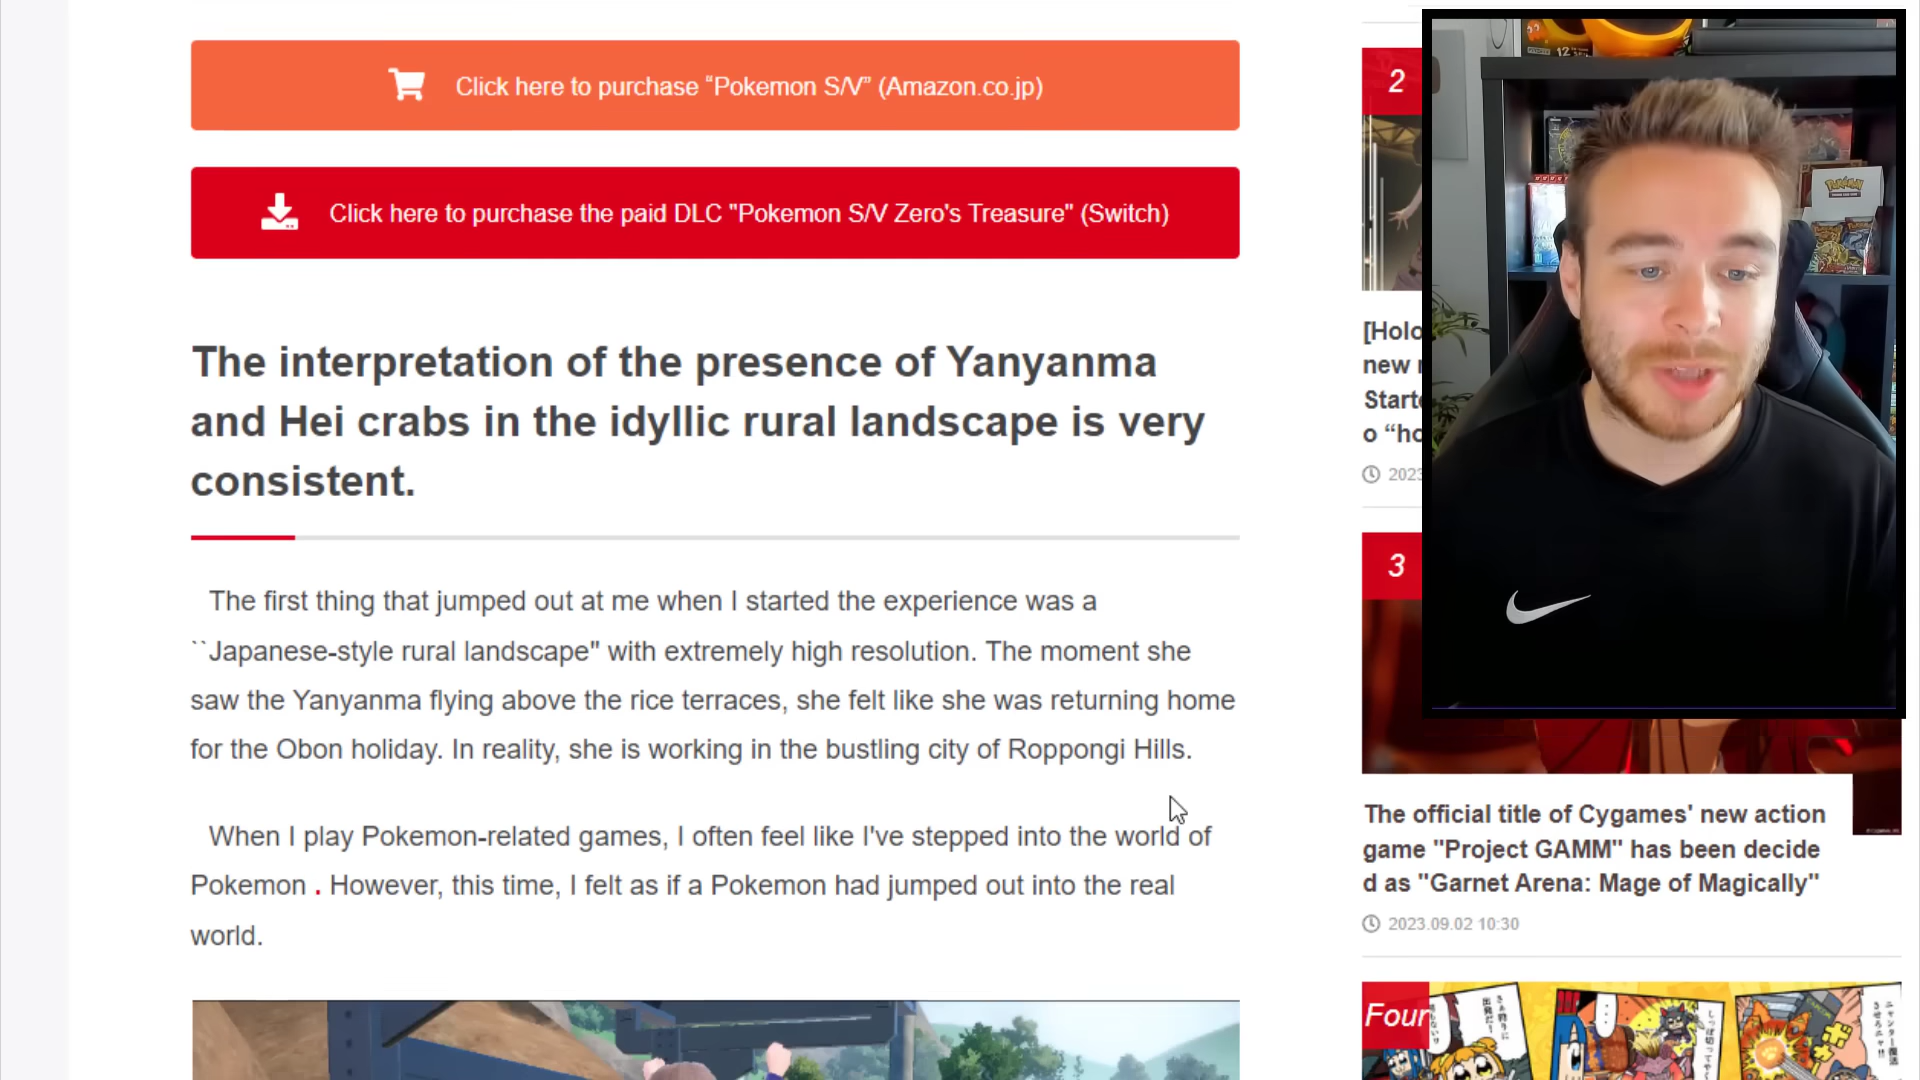 Click here to purchase “Pokemon S/V” (Amazon.co.jp)
Click here to purchase the paid DLC "Pokemon S/V Zero's Treasure" (Switch)
The interpretation of the presence of Yanyanma
and Hei crabs in the idyllic rural landscape is very
consistent.
The first thing that jumped out at me when I started the experience was a
``Japanese-style rural landscape" with extremely high resolution. The moment she
saw the Yanyanma flying above the rice terraces, she felt like she was returning home
for the Obon holiday. In reality, she is working in the bustling city of Roppongi Hills.
When I play Pokemon-related games, I often feel like I've stepped into the world of
Pokemon . However, this time, I felt as if a Pokemon had jumped out into the real
world.
2
[Holo
new
Start
o “ho
2023
3
The official title of Cygames' new action
game "Project GAMM" has been decide
d as "Garnet Arena: Mage of Magically"
2023.09.02 10:30
Four
POKÉMON
12